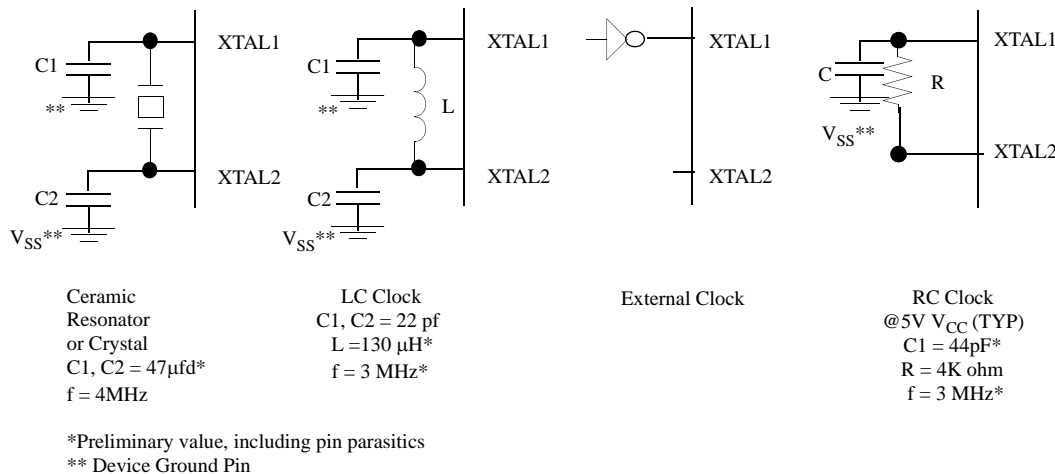 XTAL1
C1
**
XTAL2
C2
VSS**
Ceramic
Resonator
or Crystal
C1, C2 = 47µfd*
f = 4MHz
XTAL1
C1
**
L
XTAL2
C2
VSS**
LC Clock
C1, C2 = 22 pf
L =130 µH*
f = 3 MHz*
XTAL1
XTAL2
External Clock
XTAL1
C
R
VSS**
XTAL2
RC Clock
@5V VCC (TYP)
C1 = 44pF*
R = 4K ohm
f = 3 MHz*
*Preliminary value, including pin parasitics
** Device Ground Pin